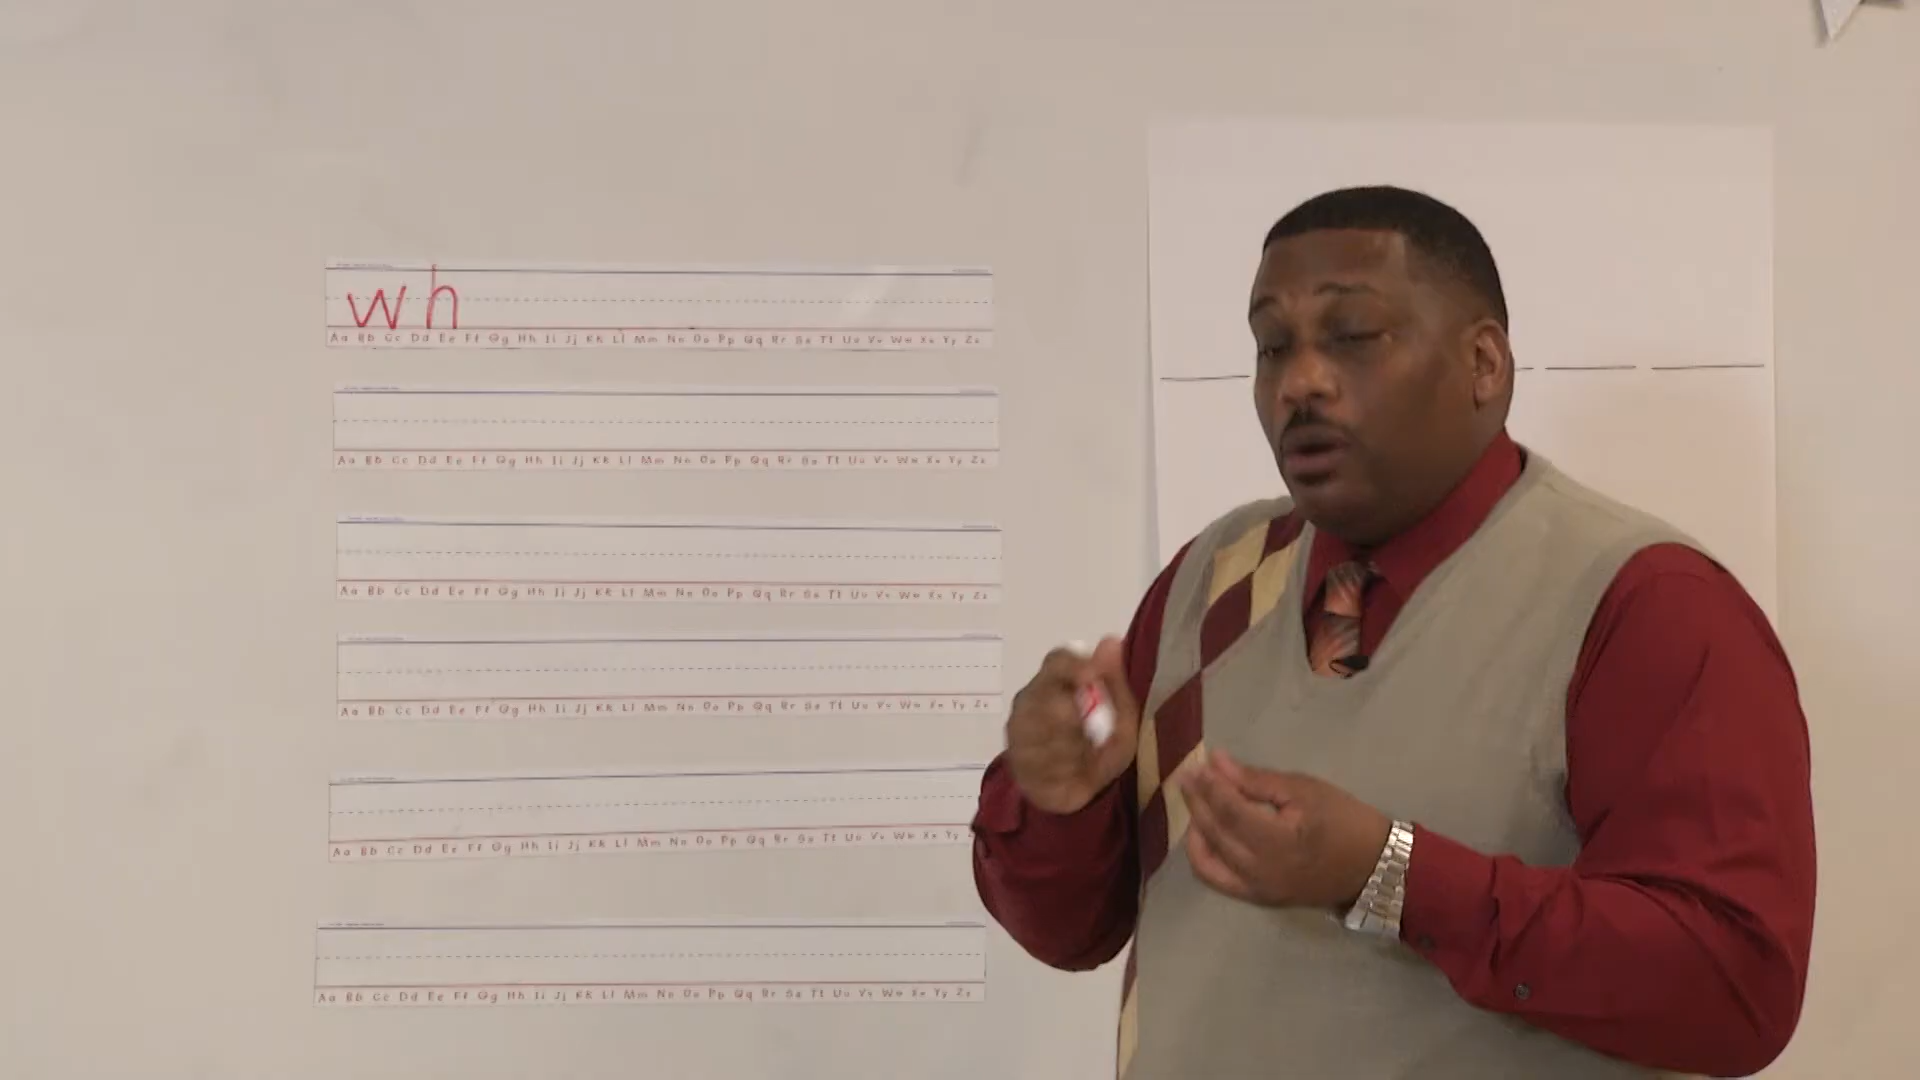 wh
Aa Bb Cc Dd Ee Ff Gg Hh Ii Jj Kk Ll Mm Nn Oo Pp Qq Rr Ss Tt Uu Vv Ww Xx Yy Zz
Aa Bb Cc Dd Ee Ff Gg Hh Ii Jj Kk Ll Mm Nn Oo Pp Qq Rr Ss Tt Uu Vv Ww Xx Yy Zz
Aa Bb Cc Dd Ee Ff Gg Hh Ii Jj Kk Ll Mm Nn Oo Pp Qq Rr Ss Tt Uu Vv Ww Xx Yy Zz
Aa Bb Cc Dd Ee Ff Gg Hh Ii Jj Kk Ll Mm Nn Oo Pp Qq Rr Ss Tt Uu Vv Ww Xx Yy Zz
Aa Bb Cc Dd Ee Ff Gg Hh Ii Jj Kk Ll Mm Nn Oo Pp Qq Rr Ss Tt Uu Vv Ww Xx Yy
Aa Bb Cc Dd Ee Ff Gg Hh Ii Jj Kk Ll Mm Nn Oo Pp Qq Rr Ss Tt Uu Vv Ww Xx Yy Zz